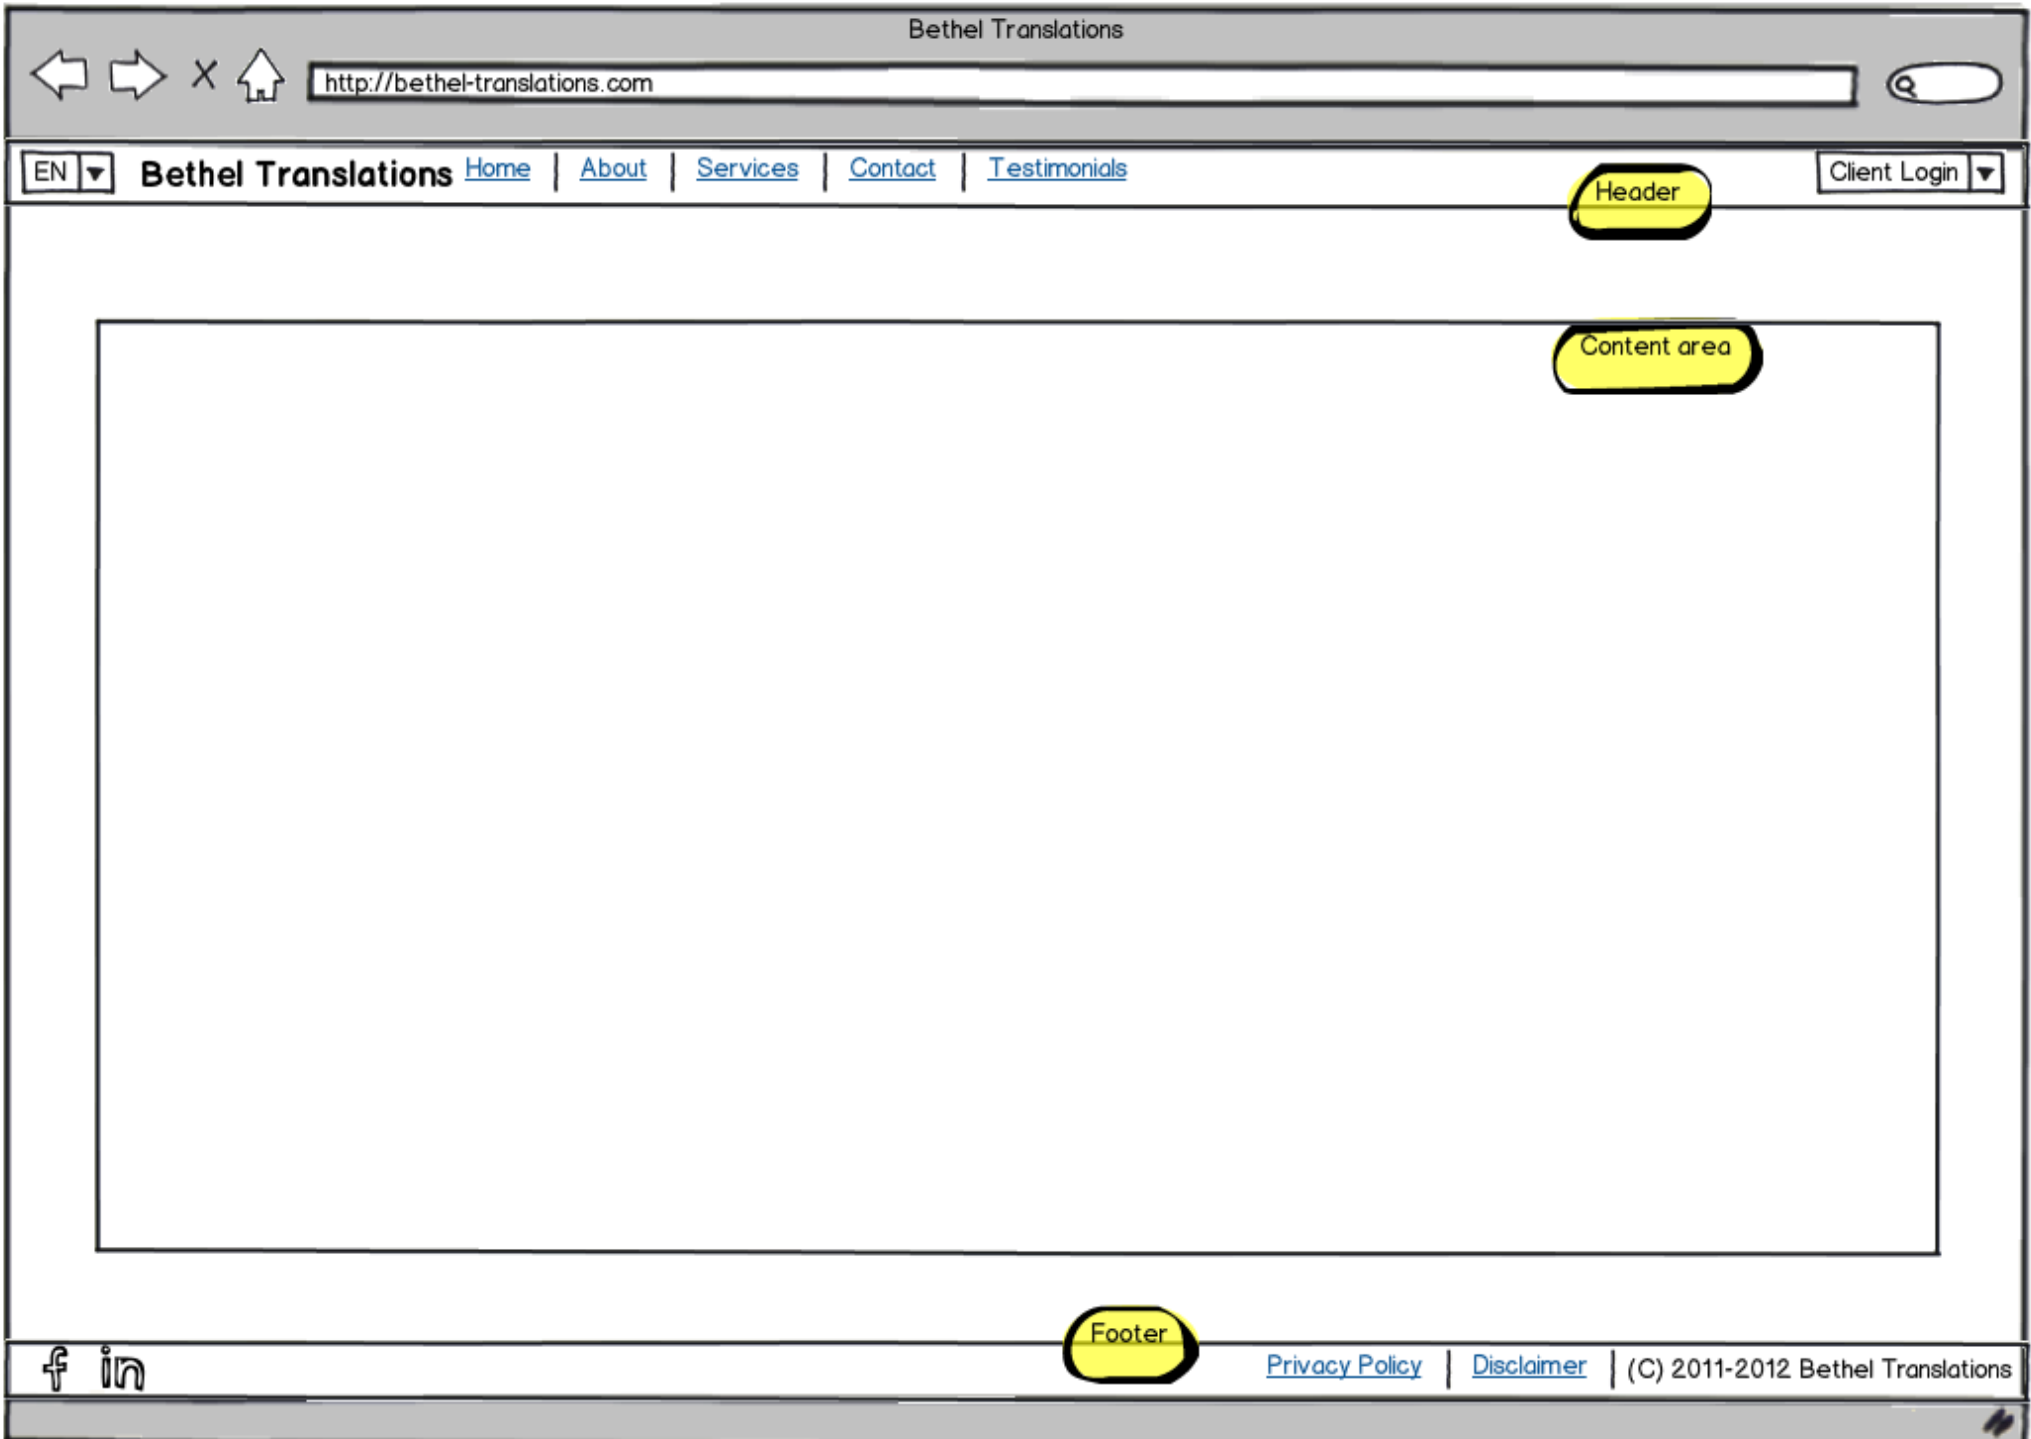 Bethel Translations
http://bethel-translations.com
EN Bethel Translations Home About Services Contact Testimonials Client Login
Header
Content area
Footer
f in Privacy Policy Disclaimer (C) 2011-2012 Bethel Translations